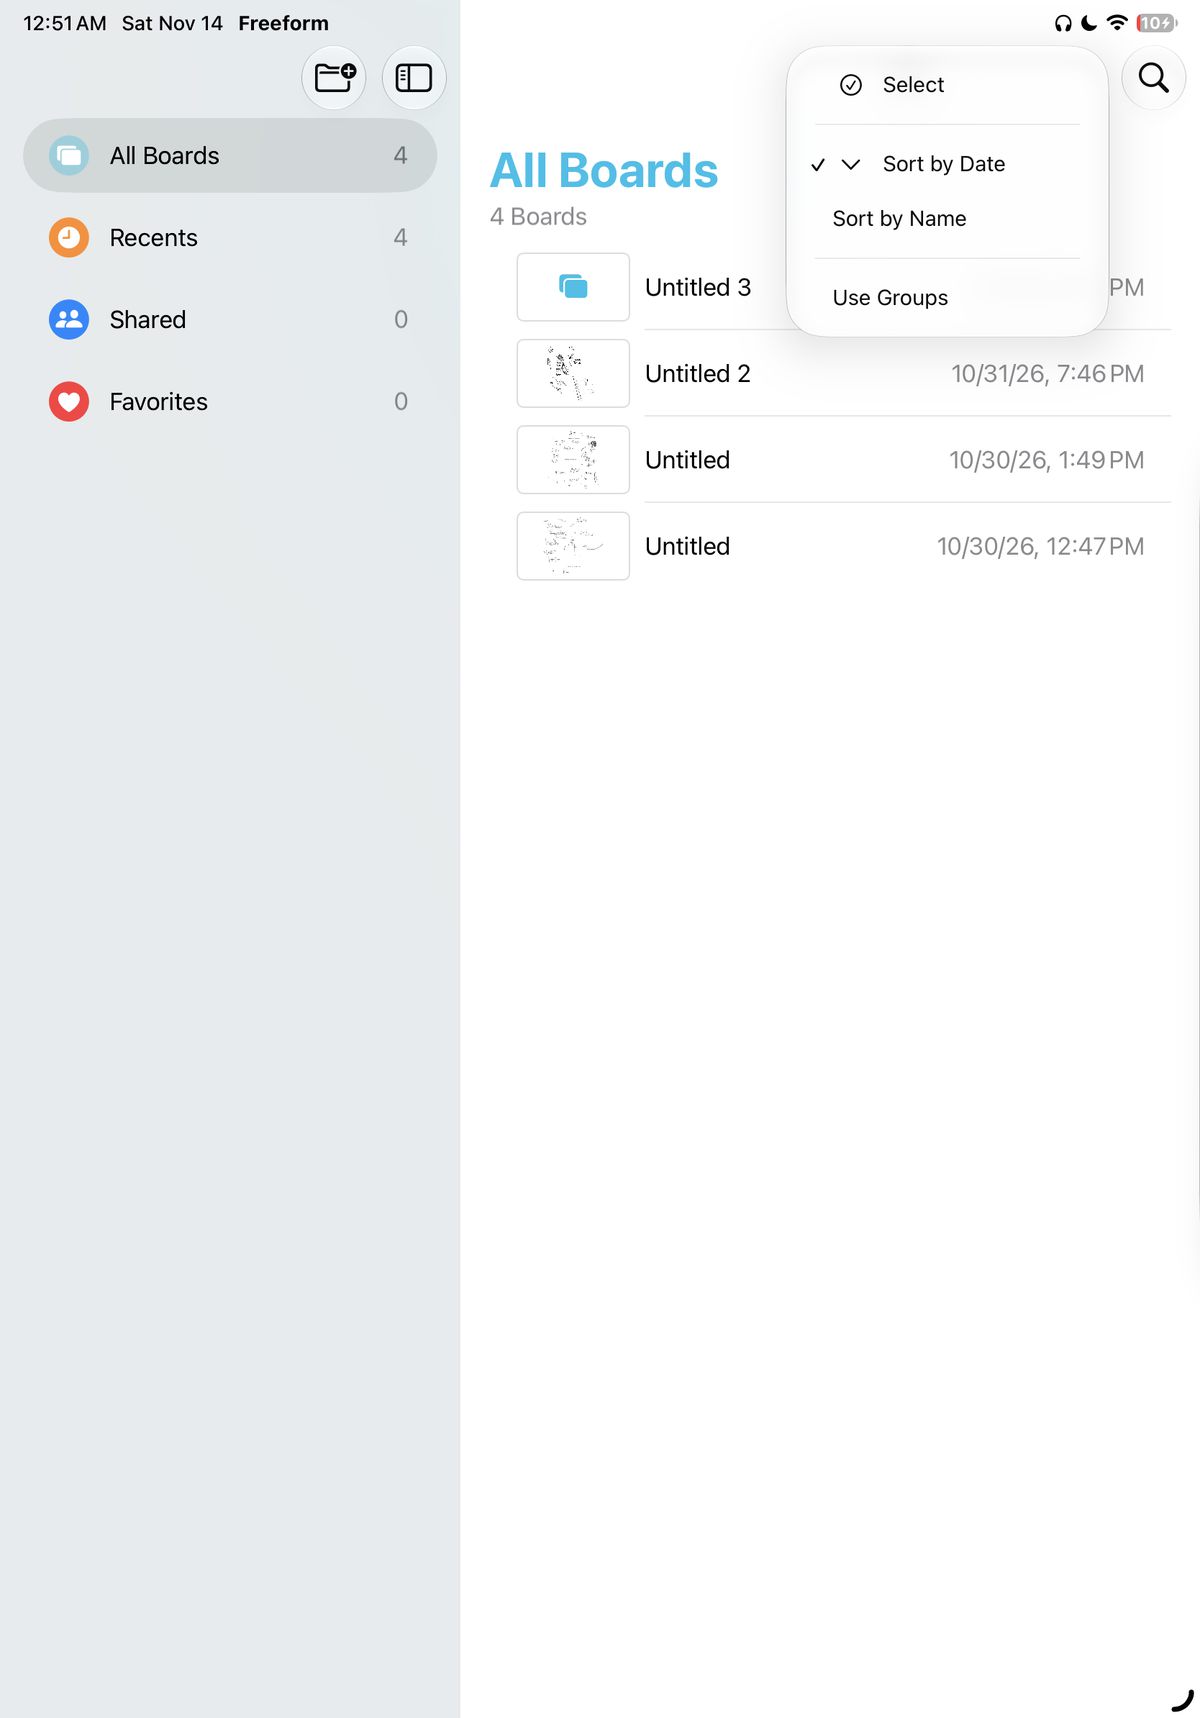 12:51 AM Sat Nov 14 Freeform
10
All Boards 4
Recents 4
Shared 0
Favorites 0
Select
Sort by Date
Sort by Name
Use Groups
All Boards
4 Boards
Untitled 3 PM
Untitled 2 10/31/26, 7:46 PM
Untitled 10/30/26, 1:49 PM
Untitled 10/30/26, 12:47 PM